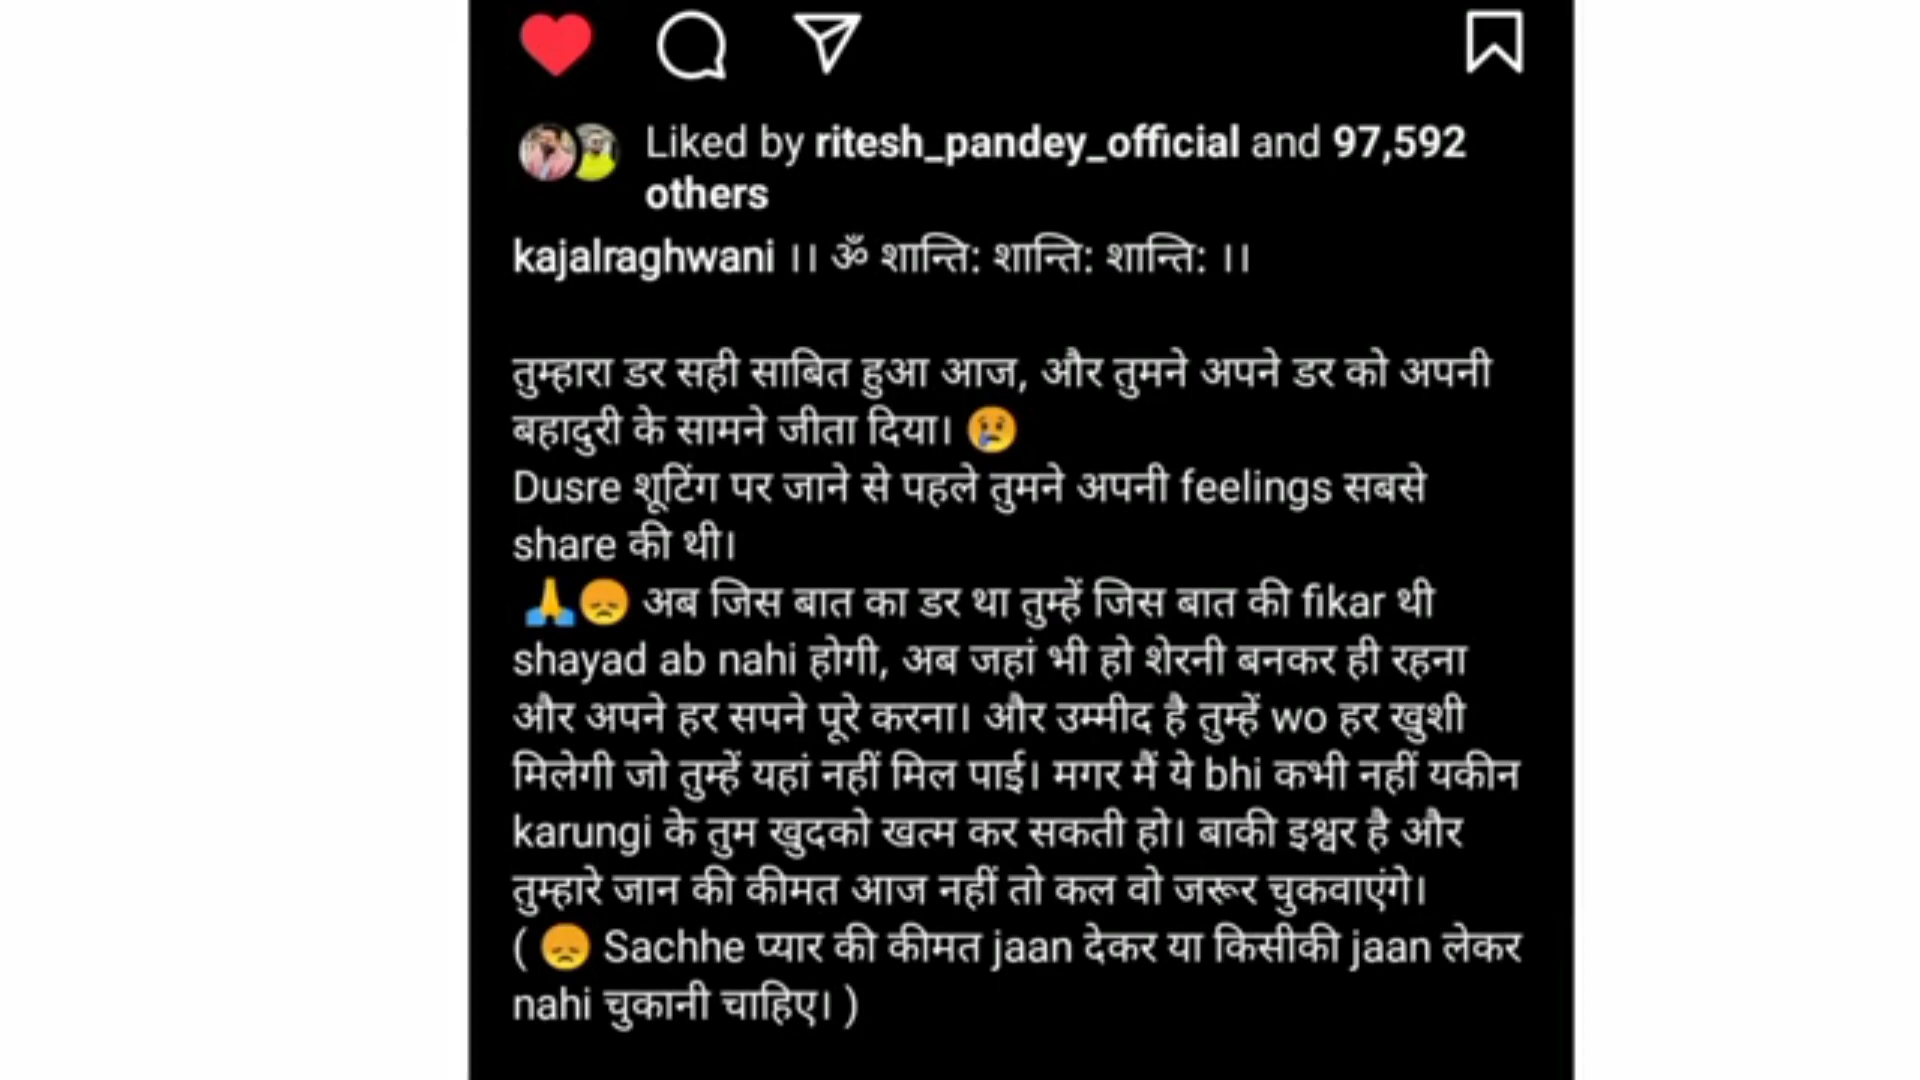 Liked by ritesh_pandey_official and 97,592
others
kajalraghwani ।। ॐ शान्ति: शान्ति: शान्ति: ।।
तुम्हारा डर सही साबित हुआ आज, और तुमने अपने डर को अपनी
बहादुरी के सामने जीता दिया। 😢
Dusre शूटिंग पर जाने से पहले तुमने अपनी feelings सबसे
share की थी।
🙏😞 अब जिस बात का डर था तुम्हें जिस बात की fikar थी
shayad ab nahi होगी, अब जहां भी हो शेरनी बनकर ही रहना
और अपने हर सपने पूरे करना। और उम्मीद है तुम्हें wo हर खुशी
मिलेगी जो तुम्हें यहां नहीं मिल पाई। मगर मैं ये bhi कभी नहीं यकीन
karungi के तुम खुदको खत्म कर सकती हो। बाकी इश्वर है और
तुम्हारे जान की कीमत आज नहीं तो कल वो जरूर चुकवाएंगे।
( 😞 Sachhe प्यार की कीमत jaan देकर या किसीकी jaan लेकर
nahi चुकानी चाहिए। )